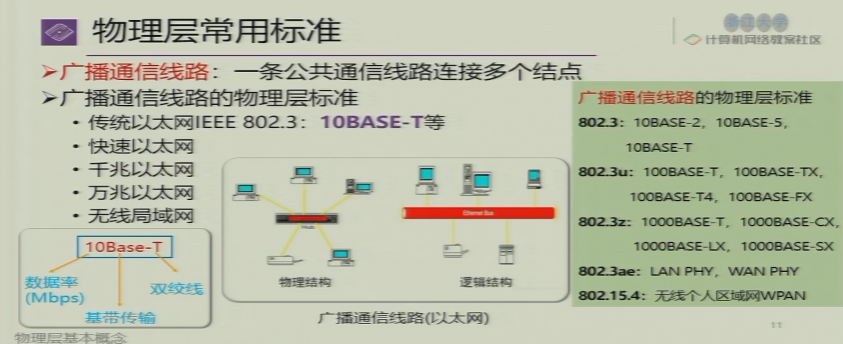 物理层常用标准
浙江大学
计算机网络教案社区
➢广播通信线路：一条公共通信线路连接多个结点
➢广播通信线路的物理层标准
• 传统以太网IEEE 802.3：10BASE-T等
• 快速以太网
• 千兆以太网
• 万兆以太网
• 无线局域网
10Base-T
数据率
(Mbps)
双绞线
基带传输
Hub
物理结构
Ethernet Bus
逻辑结构
广播通信线路(以太网)
广播通信线路的物理层标准
802.3：10BASE-2，10BASE-5，
10BASE-T
802.3u：100BASE-T，100BASE-TX，
100BASE-T4，100BASE-FX
802.3z：1000BASE-T，1000BASE-CX，
1000BASE-LX，1000BASE-SX
802.3ae：LAN PHY，WAN PHY
802.15.4：无线个人区域网WPAN
物理层基本概念
11